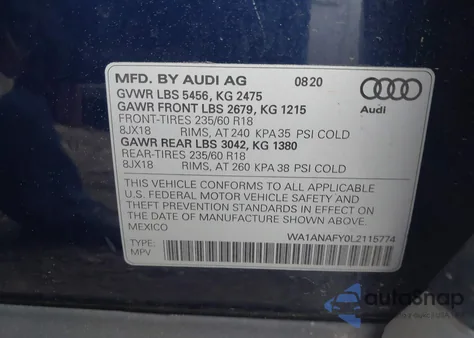 MFD. BY AUDI AG 08 20
GVWR LBS 5456, KG 2475
GAWR FRONT LBS 2679, KG 1215
FRONT-TIRES 235/60 R18
8JX18 RIMS, AT 240 KPA 35 PSI COLD
GAWR REAR LBS 3042, KG 1380
REAR-TIRES 235/60 R18
8JX18 RIMS, AT 260 KPA 38 PSI COLD
Audi
THIS VEHICLE CONFORMS TO ALL APPLICABLE
U.S. FEDERAL MOTOR VEHICLE SAFETY AND
THEFT PREVENTION STANDARDS IN EFFECT ON
THE DATE OF MANUFACTURE SHOWN ABOVE.
MEXICO WA1ANAFY0L2115774
TYPE:
MPV
autoSnap